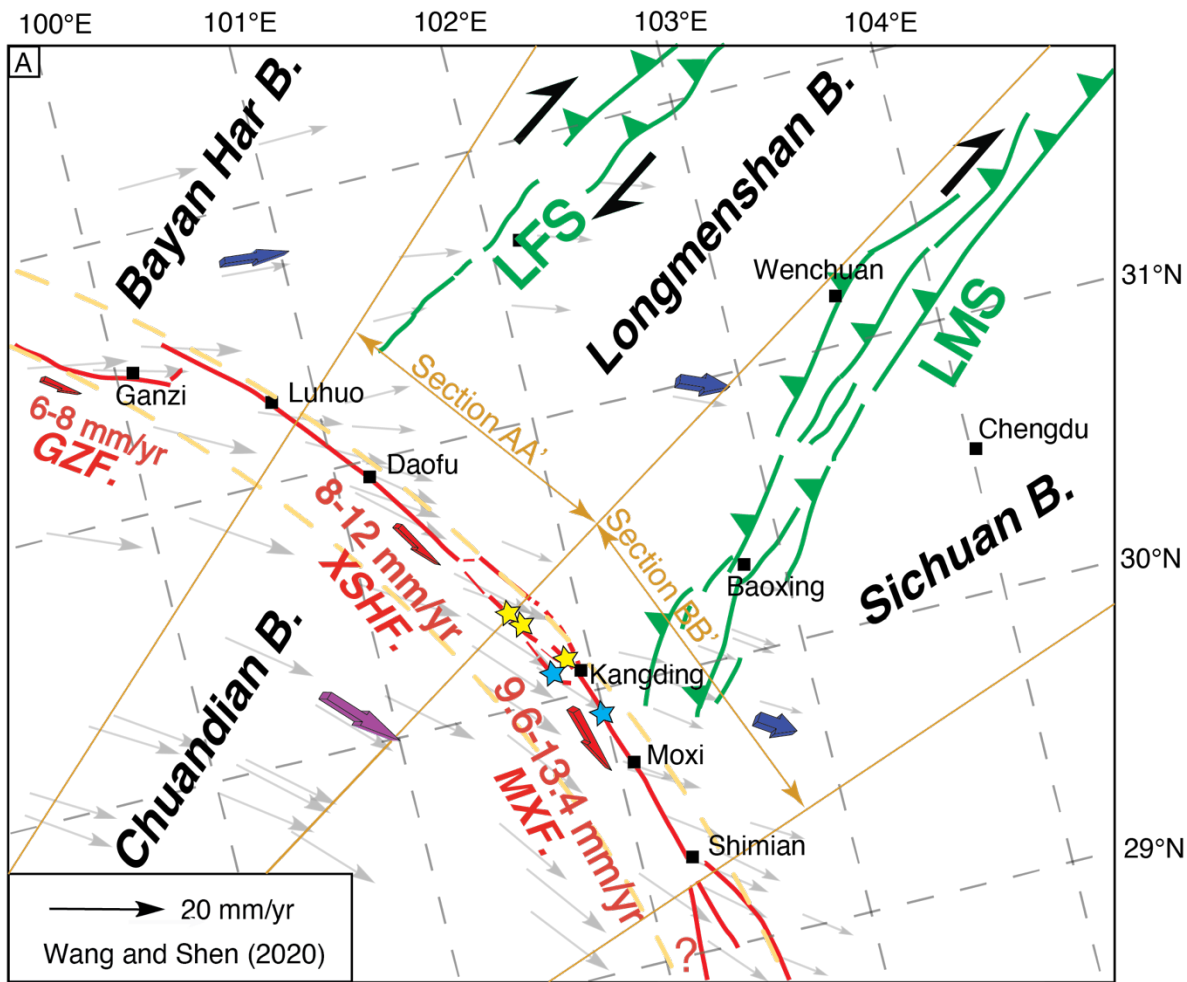 100°E
101°E
102°E
103°E
104°E
A
Bayan Har B.
Longmenshan B.
LFS
Wenchuan
31°N
LMS
Ganzi
Luhuo
Section AA'
6-8 mm/yr
GZF.
Chengdu
Daofu
8-12 mm/yr
XSHF.
Section BB'
Baoxing
Sichuan B.
30°N
Chuandian B.
Kangding
9.6-13.4 mm/yr
MXF.
Moxi
Shimian
29°N
?
20 mm/yr
Wang and Shen (2020)